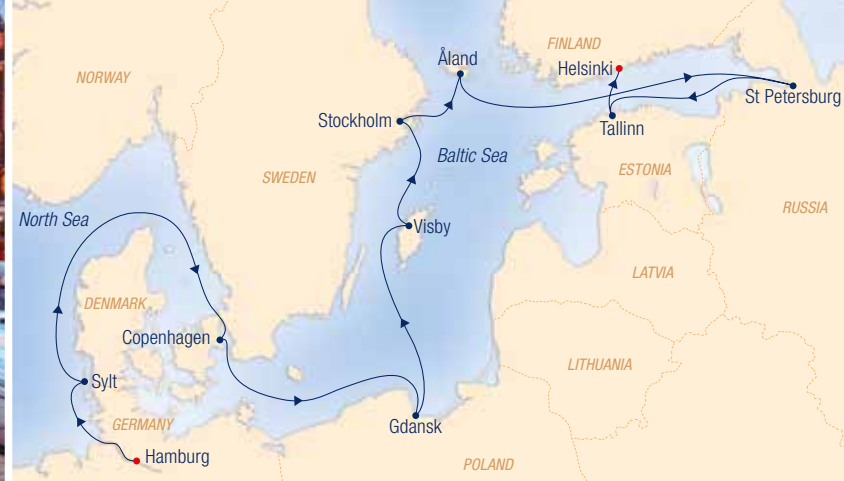 FINLAND
Åland
Helsinki
NORWAY
St Petersburg
Stockholm
Tallinn
Baltic Sea
ESTONIA
SWEDEN
RUSSIA
North Sea
Visby
LATVIA
DENMARK
Copenhagen
LITHUANIA
Sylt
GERMANY
Gdansk
Hamburg
POLAND